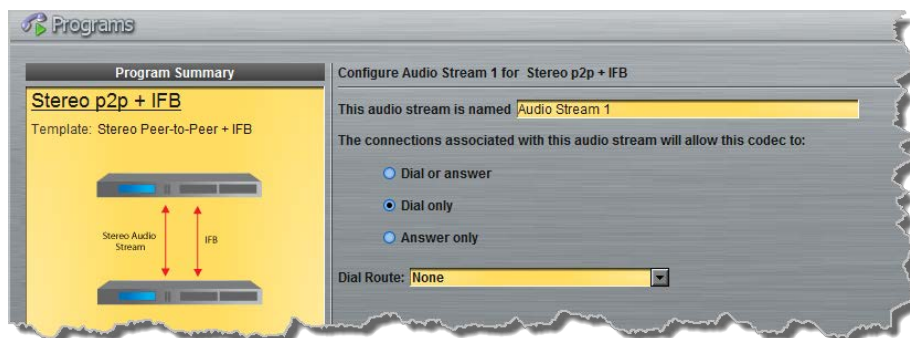 Programs
Program Summary
Stereo p2p + IFB
Template: Stereo Peer-to-Peer + IFB
Stereo Audio
Stream
IFB
Configure Audio Stream 1 for Stereo p2p + IFB
This audio stream is named Audio Stream 1
The connections associated with this audio stream will allow this codec to:
Dial or answer
Dial only
Answer only
Dial Route: None